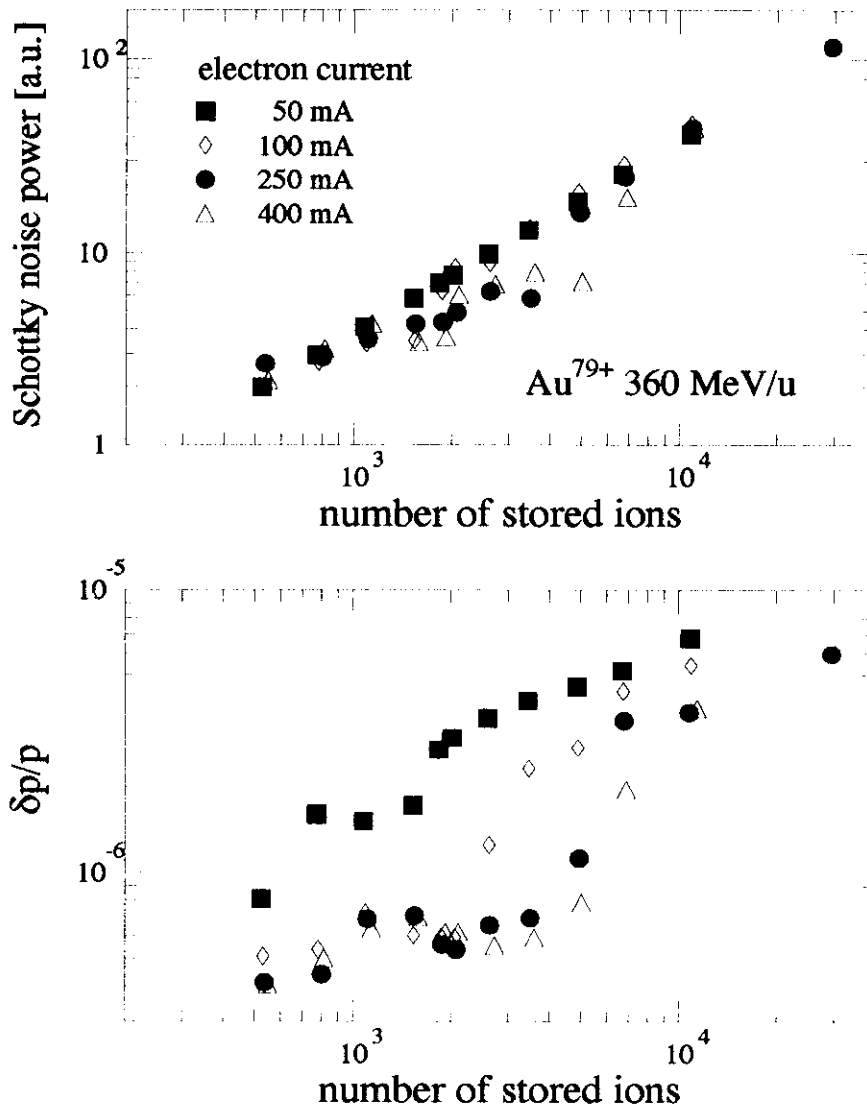 Schottky noise power [a.u.]
10²
10
1
electron current
50 mA
100 mA
250 mA
400 mA
Au⁷⁹⁺ 360 MeV/u
10³
10⁴
number of stored ions
δp/p
10⁻⁵
10⁻⁶
10³
10⁴
number of stored ions